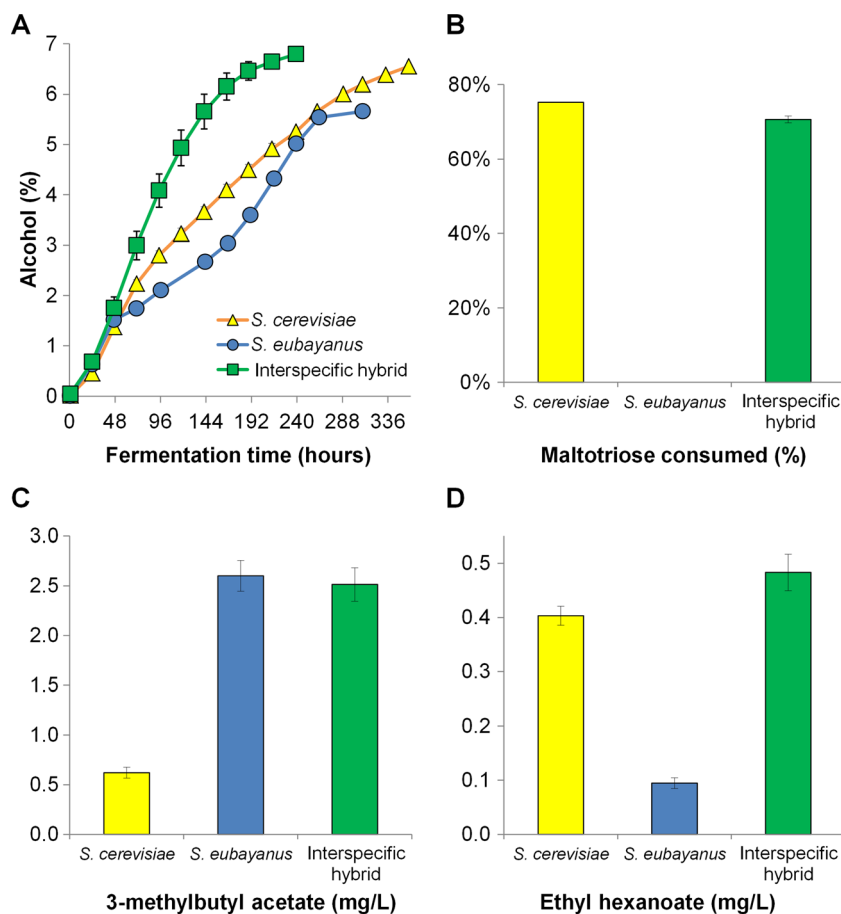 A
7
6
5
4
3
2
1
0
Alcohol (%)
S. cerevisiae
S. eubayanus
Interspecific hybrid
0 48 96 144 192 240 288 336
Fermentation time (hours)
B
80%
60%
40%
20%
0%
S. cerevisiae S. eubayanus Interspecific
hybrid
Maltotriose consumed (%)
C
3.0
2.5
2.0
1.5
1.0
0.5
0.0
S. cerevisiae S. eubayanus Interspecific
hybrid
3-methylbutyl acetate (mg/L)
D
0.5
0.4
0.3
0.2
0.1
0.0
S. cerevisiae S. eubayanus Interspecific
hybrid
Ethyl hexanoate (mg/L)